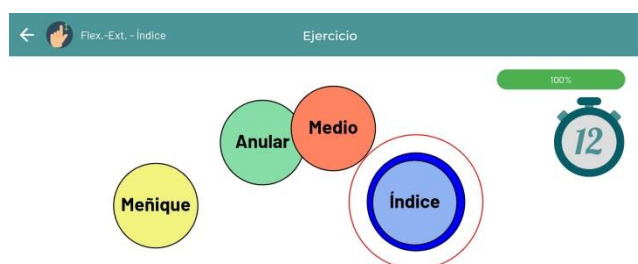 Flex.-Ext. - Índice
Ejercicio
100%
12
Medio
Anular
Índice
Meñique